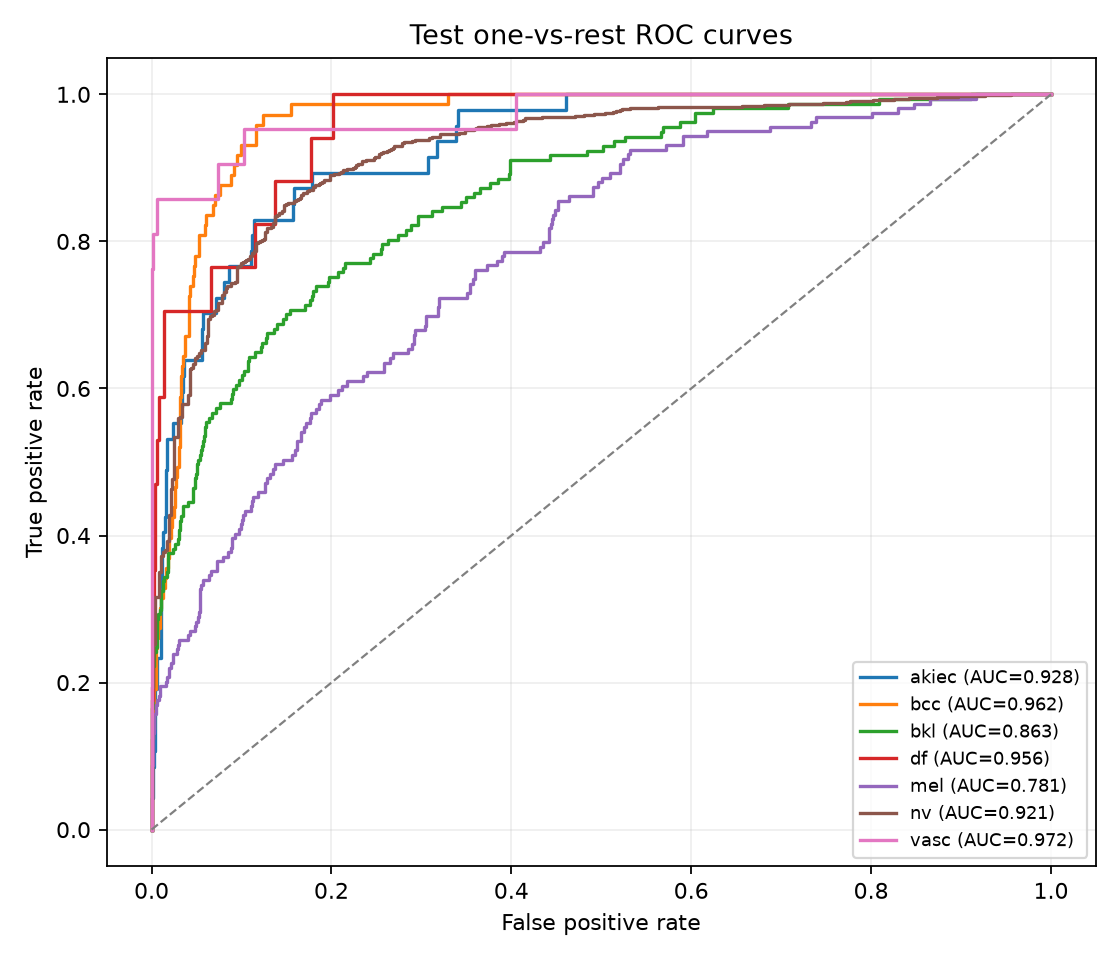 Test one-vs-rest ROC curves
True positive rate
1.0
0.8
0.6
0.4
0.2
0.0
akiec (AUC=0.928)
bcc (AUC=0.962)
bkl (AUC=0.863)
df (AUC=0.956)
mel (AUC=0.781)
nv (AUC=0.921)
vasc (AUC=0.972)
0.0 0.2 0.4 0.6 0.8 1.0
False positive rate